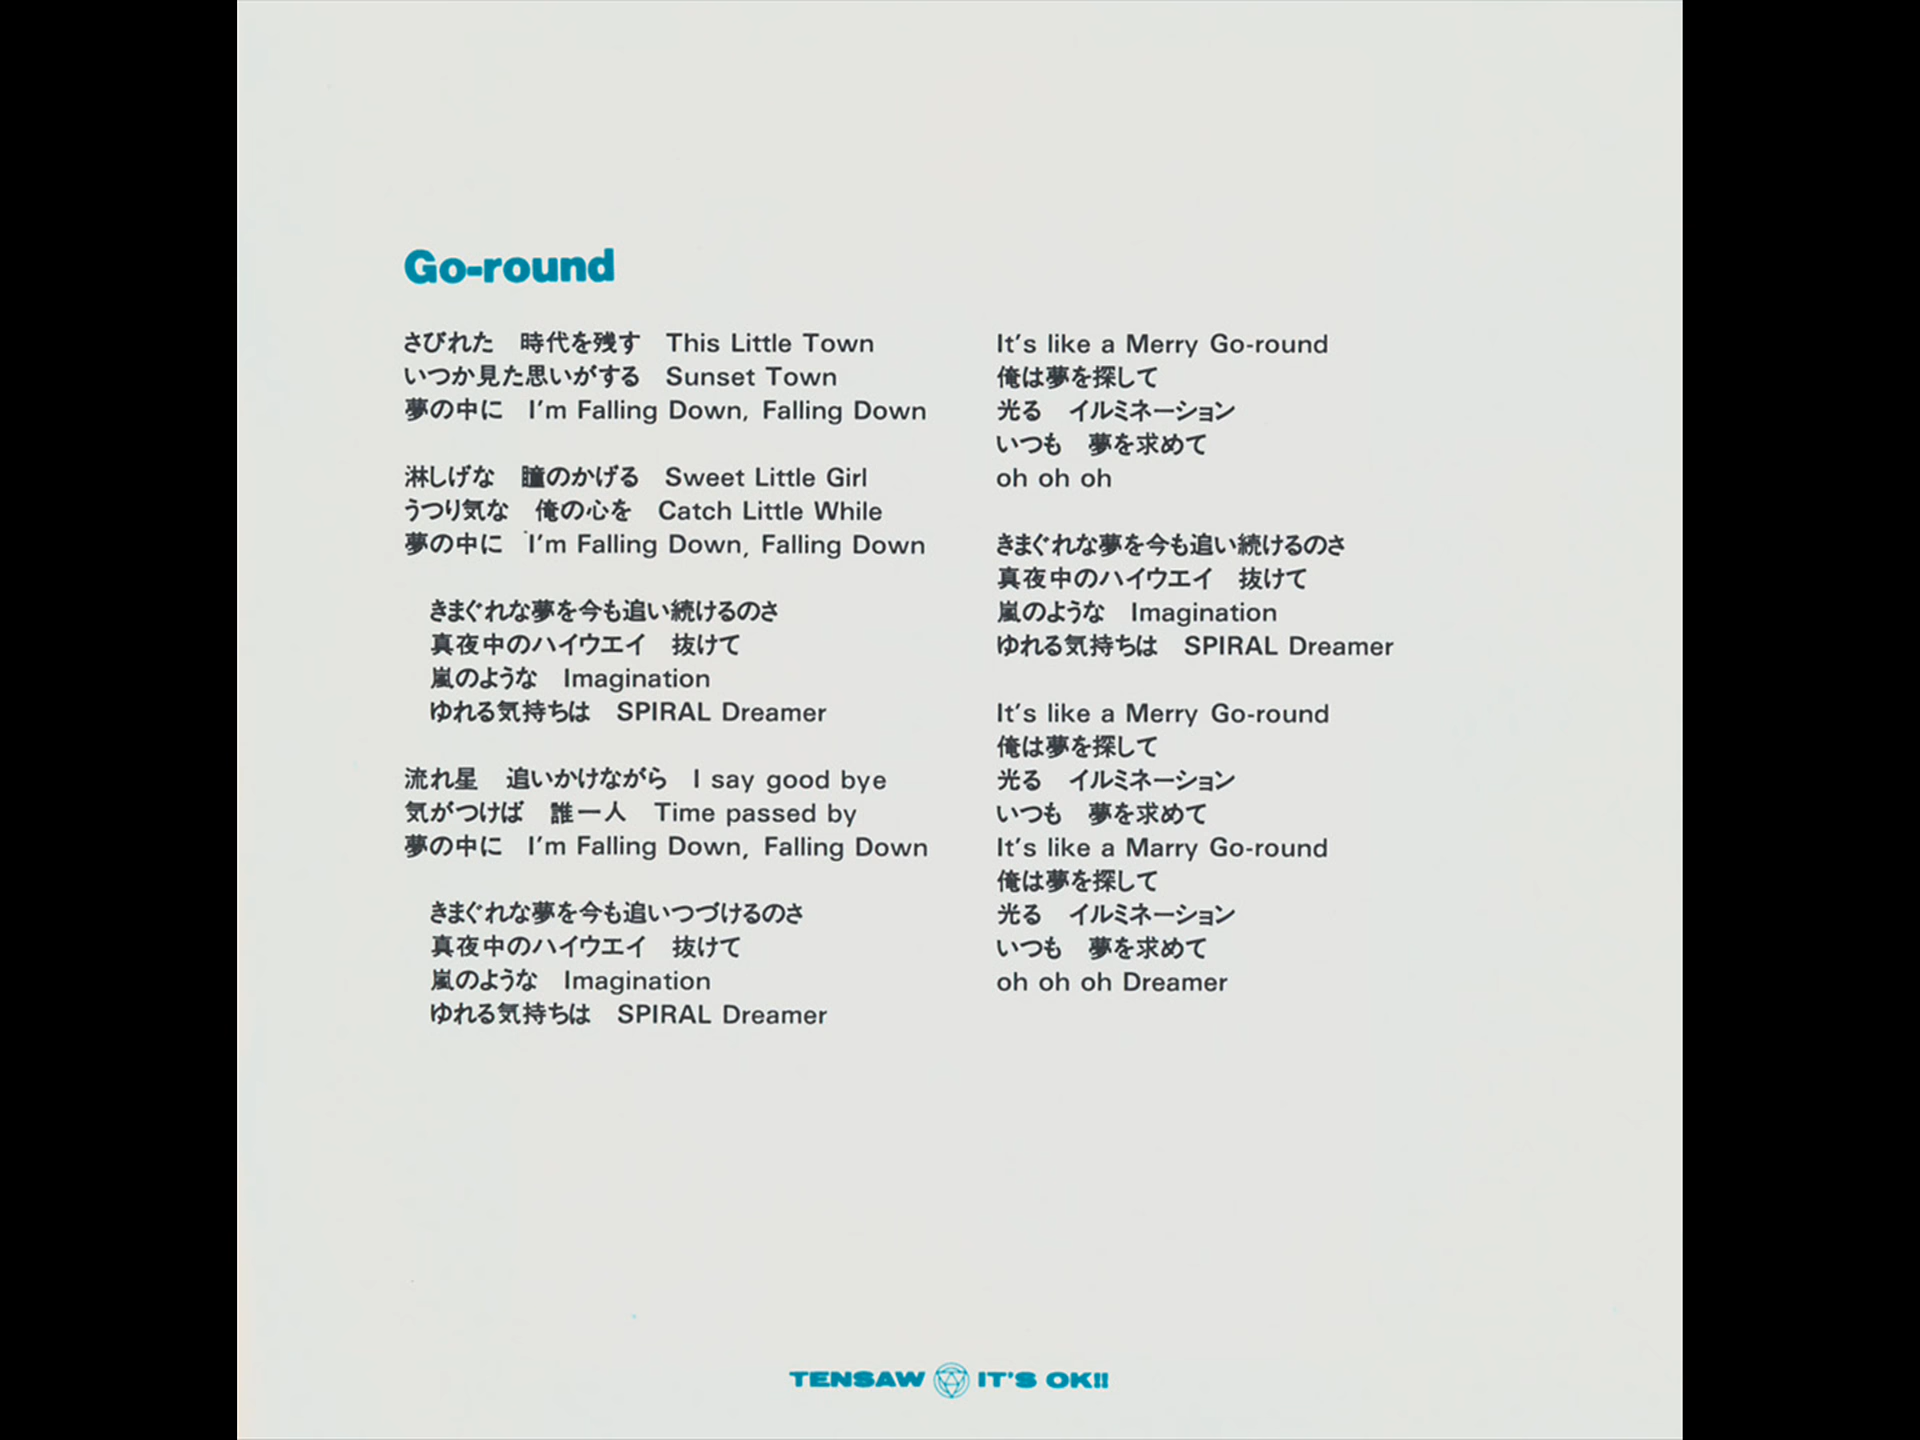 Go-round
さびれた　時代を残す　This Little Town
いつか見た思いがする　Sunset Town
夢の中に　I'm Falling Down, Falling Down
淋しげな　瞳のかげる　Sweet Little Girl
うつり気な　俺の心を　Catch Little While
夢の中に　I'm Falling Down, Falling Down
きまぐれな夢を今も追い続けるのさ
真夜中のハイウエイ　抜けて
嵐のような　Imagination
ゆれる気持ちは　SPIRAL Dreamer
流れ星　追いかけながら　I say good bye
気がつけば　誰一人　Time passed by
夢の中に　I'm Falling Down, Falling Down
きまぐれな夢を今も追いつづけるのさ
真夜中のハイウエイ　抜けて
嵐のような　Imagination
ゆれる気持ちは　SPIRAL Dreamer
It's like a Merry Go-round
俺は夢を探して
光る　イルミネーション
いつも　夢を求めて
oh oh oh
きまぐれな夢を今も追い続けるのさ
真夜中のハイウエイ　抜けて
嵐のような　Imagination
ゆれる気持ちは　SPIRAL Dreamer
It's like a Merry Go-round
俺は夢を探して
光る　イルミネーション
いつも　夢を求めて
It's like a Marry Go-round
俺は夢を探して
光る　イルミネーション
いつも　夢を求めて
oh oh oh Dreamer
TENSAW IT'S OK!!